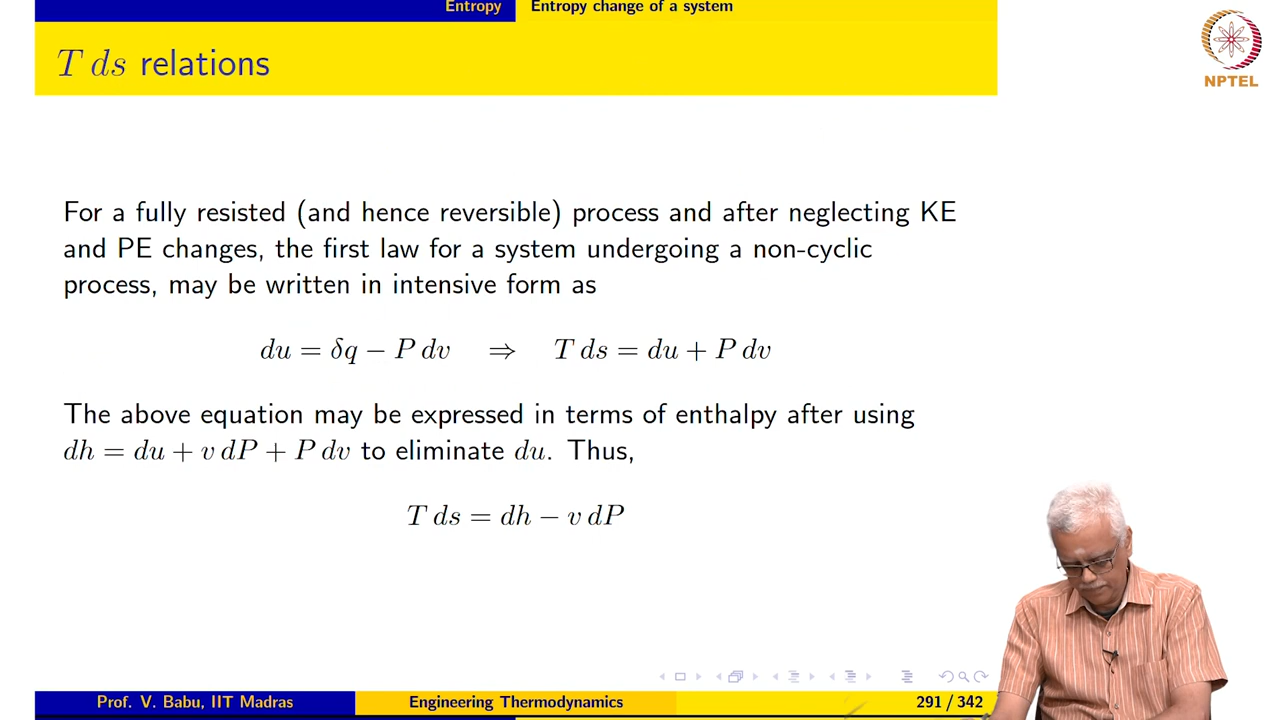 Entropy Entropy change of a system
T ds relations
NPTEL
For a fully resisted (and hence reversible) process and after neglecting KE
and PE changes, the first law for a system undergoing a non-cyclic
process, may be written in intensive form as
du = δq − P dv ⇒ T ds = du + P dv
The above equation may be expressed in terms of enthalpy after using
dh = du + v dP + P dv to eliminate du. Thus,
T ds = dh − v dP
Prof. V. Babu, IIT Madras Engineering Thermodynamics 291 / 342